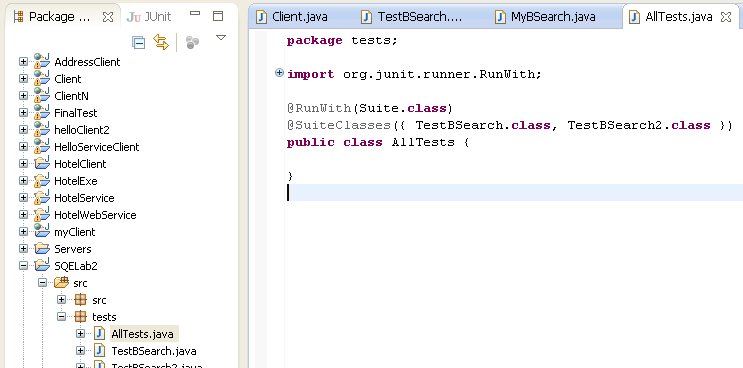 Package ...
JUnit
AddressClient
Client
ClientN
FinalTest
helloClient2
HelloServiceClient
HotelClient
HotelExe
HotelService
HotelWebService
myClient
Servers
SQELab2
src
src
tests
AllTests.java
TestBSearch.java
TestBSearch2.java
Client.java
TestBSearch....
MyBSearch.java
AllTests.java
package tests;
import org.junit.runner.RunWith;
@RunWith(Suite.class)
@SuiteClasses({ TestBSearch.class, TestBSearch2.class })
public class AllTests {
}